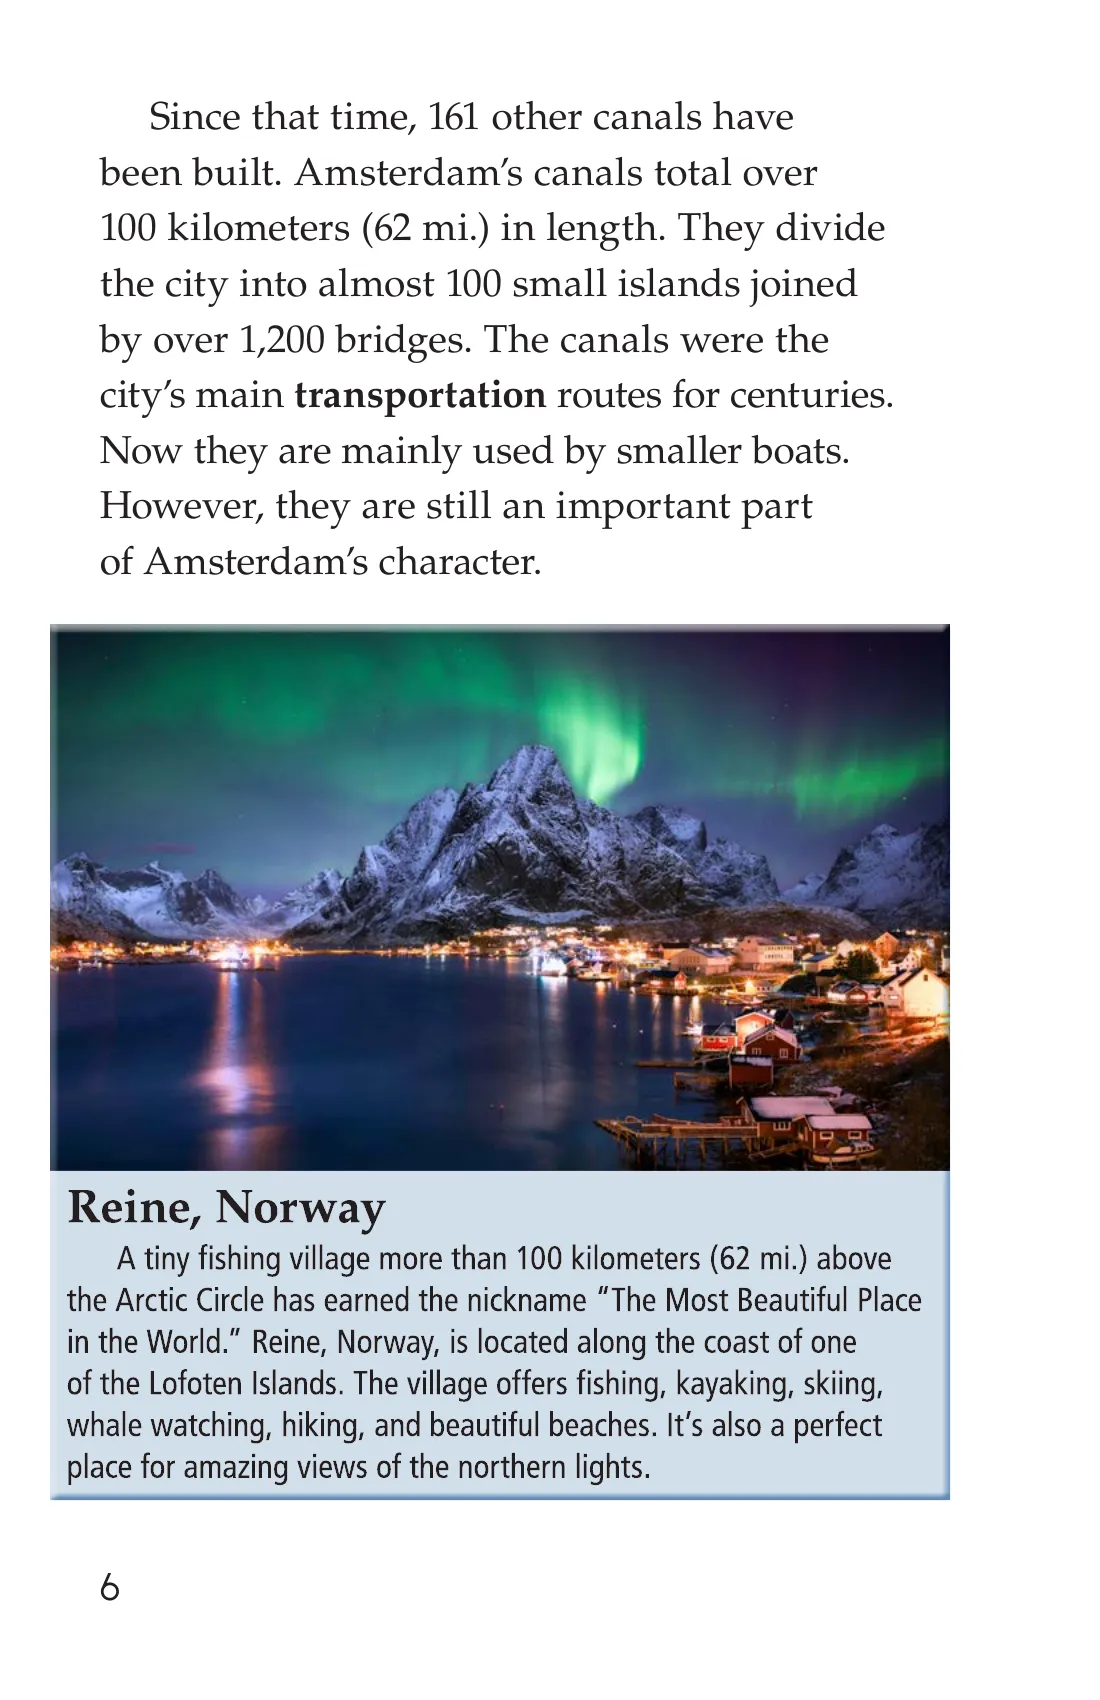 Since that time, 161 other canals have
been built. Amsterdam’s canals total over
100 kilometers (62 mi.) in length. They divide
the city into almost 100 small islands joined
by over 1,200 bridges. The canals were the
city’s main transportation routes for centuries.
Now they are mainly used by smaller boats.
However, they are still an important part
of Amsterdam’s character.
Reine, Norway
A tiny fishing village more than 100 kilometers (62 mi.) above
the Arctic Circle has earned the nickname “The Most Beautiful Place
in the World.” Reine, Norway, is located along the coast of one
of the Lofoten Islands. The village offers fishing, kayaking, skiing,
whale watching, hiking, and beautiful beaches. It’s also a perfect
place for amazing views of the northern lights.
6